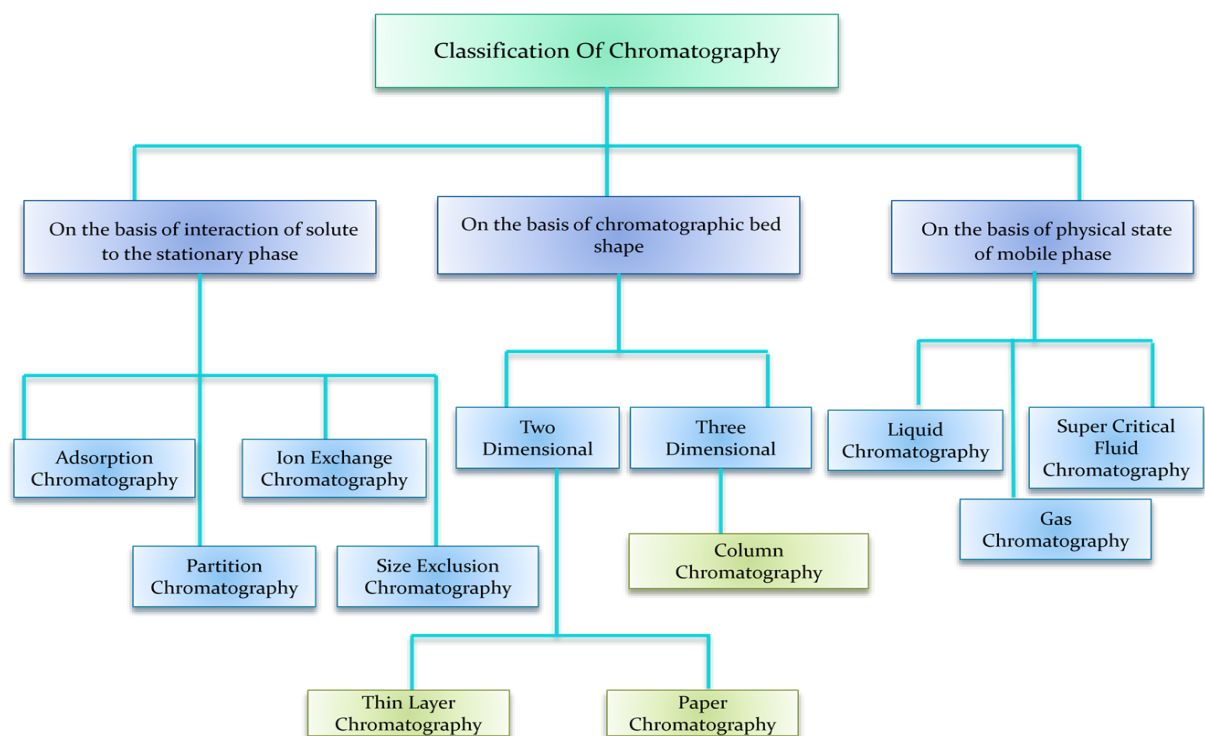 Classification Of Chromatography
On the basis of interaction of solute
to the stationary phase
On the basis of chromatographic bed
shape
On the basis of physical state
of mobile phase
Adsorption
Chromatography
Ion Exchange
Chromatography
Partition
Chromatography
Size Exclusion
Chromatography
Two
Dimensional
Three
Dimensional
Column
Chromatography
Thin Layer
Chromatography
Paper
Chromatography
Liquid
Chromatography
Super Critical
Fluid
Chromatography
Gas
Chromatography